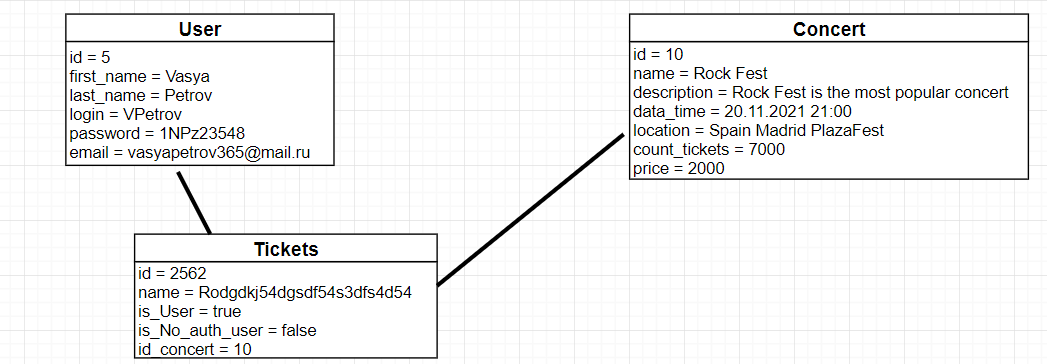 User
id = 5
first_name = Vasya
last_name = Petrov
login = VPetrov
password = 1NPz23548
email = vasyapetrov365@mail.ru
Concert
id = 10
name = Rock Fest
description = Rock Fest is the most popular concert
data_time = 20.11.2021 21:00
location = Spain Madrid PlazaFest
count_tickets = 7000
price = 2000
Tickets
id = 2562
name = Rodgdkj54dgsdf54s3dfs4d54
is_User = true
is_No_auth_user = false
id_concert = 10